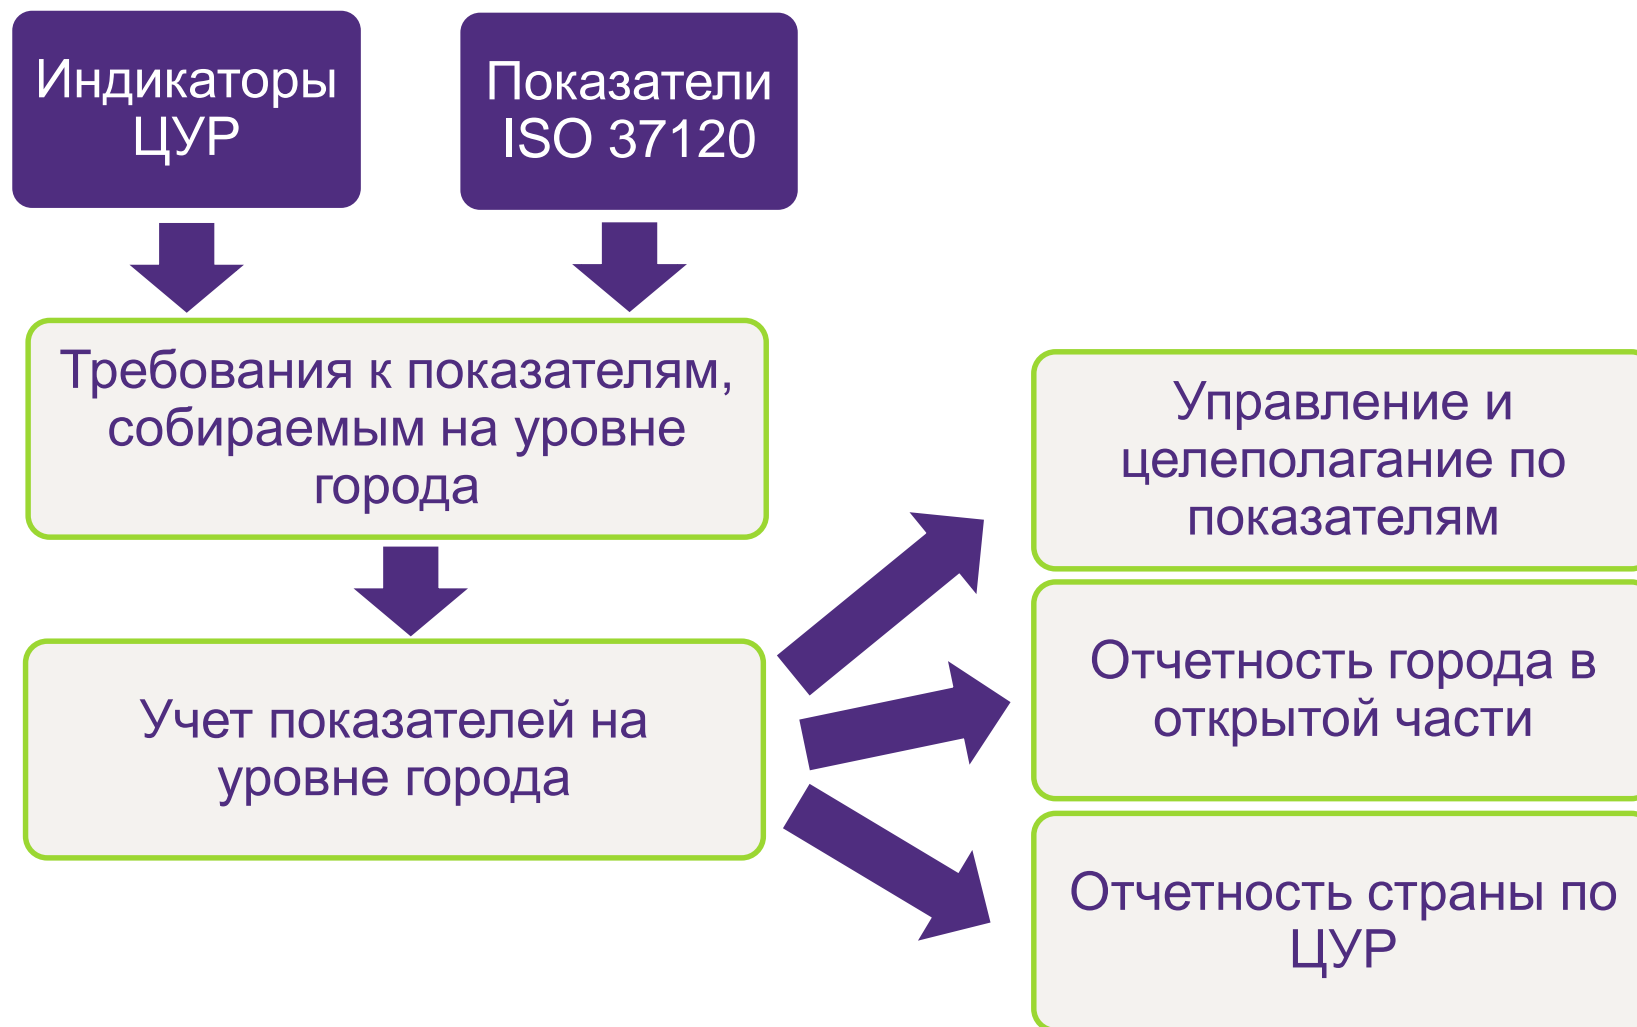 Индикаторы
ЦУР
Показатели
ISO 37120
Требования к показателям,
собираемым на уровне
города
Учет показателей на
уровне города
Управление и
целеполагание по
показателям
Отчетность города в
открытой части
Отчетность страны по
ЦУР